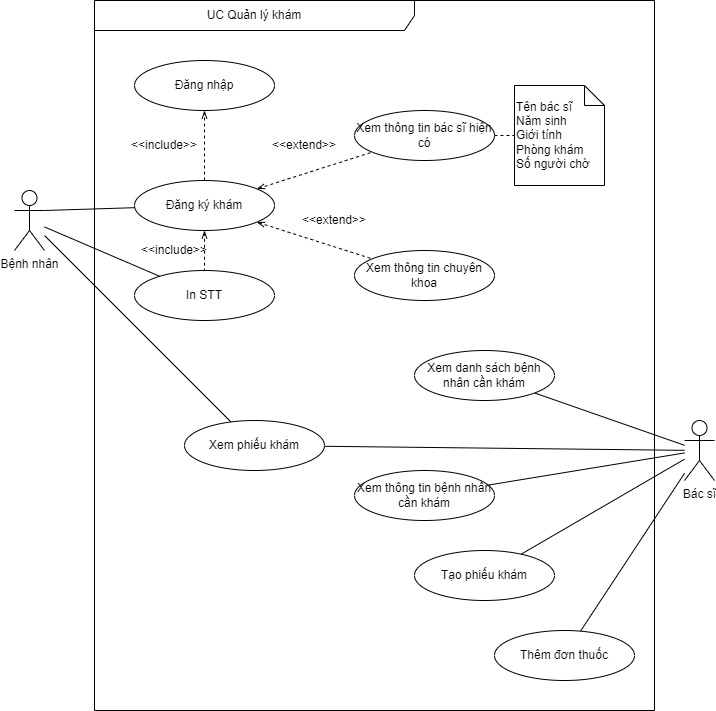 UC Quản lý khám
Đăng nhập
<<include>>
<<extend>>
Xem thông tin bác sĩ hiện
có
Tên bác sĩ
Năm sinh
Giới tính
Phòng khám
Số người chờ
Đăng ký khám
<<extend>>
<<include>>
Bệnh nhân
Xem thông tin chuyên
khoa
In STT
Xem danh sách bệnh
nhân cần khám
Xem phiếu khám
Xem thông tin bệnh nhân
cần khám
Bác sĩ
Tạo phiếu khám
Thêm đơn thuốc